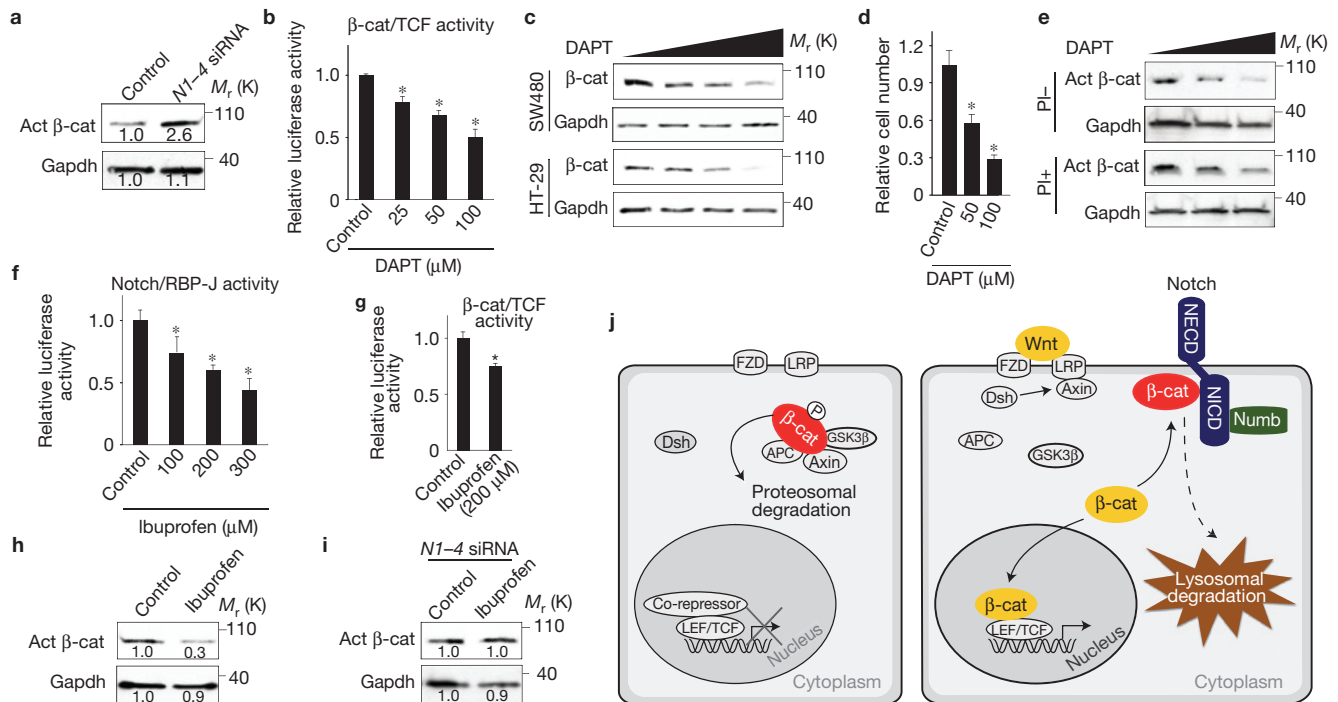 a
Control
N1–4 siRNA
Mr (K)
110
Act β-cat
1.0 2.6
40
Gapdh
1.0 1.1
b
β-cat/TCF activity
Relative luciferase activity
1.0
0.5
0
* * *
Control 25 50 100
DAPT (μM)
c
DAPT
Mr (K)
SW480
β-cat
110
Gapdh
40
HT-29
β-cat
110
Gapdh
40
d
Relative cell number
1.2
0.9
0.6
0.3
0
* *
Control 50 100
DAPT (μM)
e
DAPT
Mr (K)
PI–
Act β-cat
110
Gapdh
40
PI+
Act β-cat
110
Gapdh
40
f
Notch/RBP-J activity
Relative luciferase
activity
1.0
0.5
0
* * *
Control 100 200 300
Ibuprofen (μM)
g
β-cat/TCF
activity
Relative luciferase
activity
1.0
0.5
0
*
Control
Ibuprofen
(200 μM)
h
Control
Ibuprofen
Mr (K)
110
Act β-cat
1.0 0.3
40
Gapdh
1.0 0.9
i
N1–4 siRNA
Control
Ibuprofen
Mr (K)
110
Act β-cat
1.0 1.0
40
Gapdh
1.0 0.9
j
FZD LRP
Dsh
P
β-cat
GSK3β
APC
Axin
Proteosomal
degradation
Co-repressor
LEF/TCF
Nucleus
Cytoplasm
Notch
NECD
Wnt
FZD LRP
Dsh
Axin
β-cat
NICD
Numb
APC
GSK3β
β-cat
Lysosomal
degradation
β-cat
LEF/TCF
Nucleus
Cytoplasm